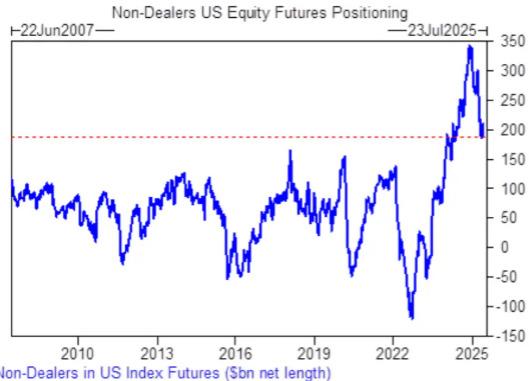 Non-Dealers US Equity Futures Positioning
22Jun2007
23Jul2025
350
300
250
200
150
100
50
0
-50
-100
-150
2010 2013 2016 2019 2022 2025
Non-Dealers in US Index Futures ($bn net length)